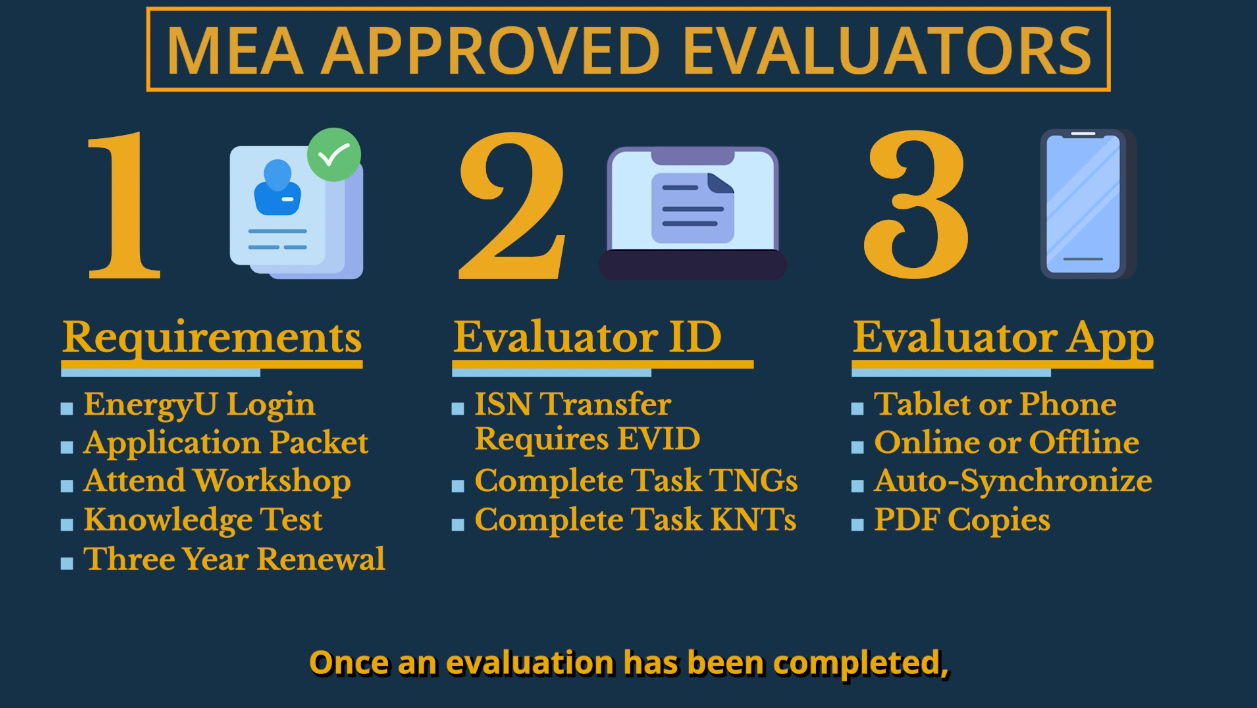 MEA APPROVED EVALUATORS
1
Requirements
EnergyU Login
Application Packet
Attend Workshop
Knowledge Test
Three Year Renewal
2
Evaluator ID
ISN Transfer
Requires EVID
Complete Task TNGs
Complete Task KNTs
3
Evaluator App
Tablet or Phone
Online or Offline
Auto-Synchronize
PDF Copies
Once an evaluation has been completed,